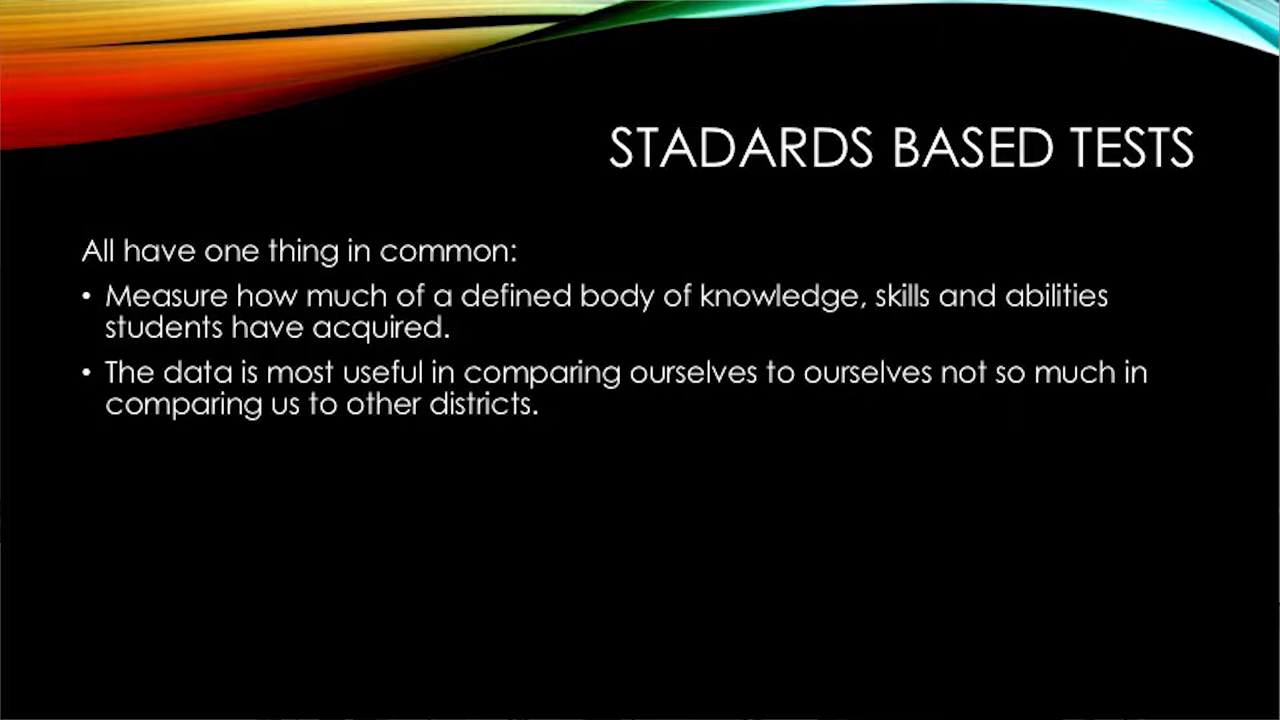 STADARDS BASED TESTS
All have one thing in common:
• Measure how much of a defined body of knowledge, skills and abilities
students have acquired.
• The data is most useful in comparing ourselves to ourselves not so much in
comparing us to other districts.